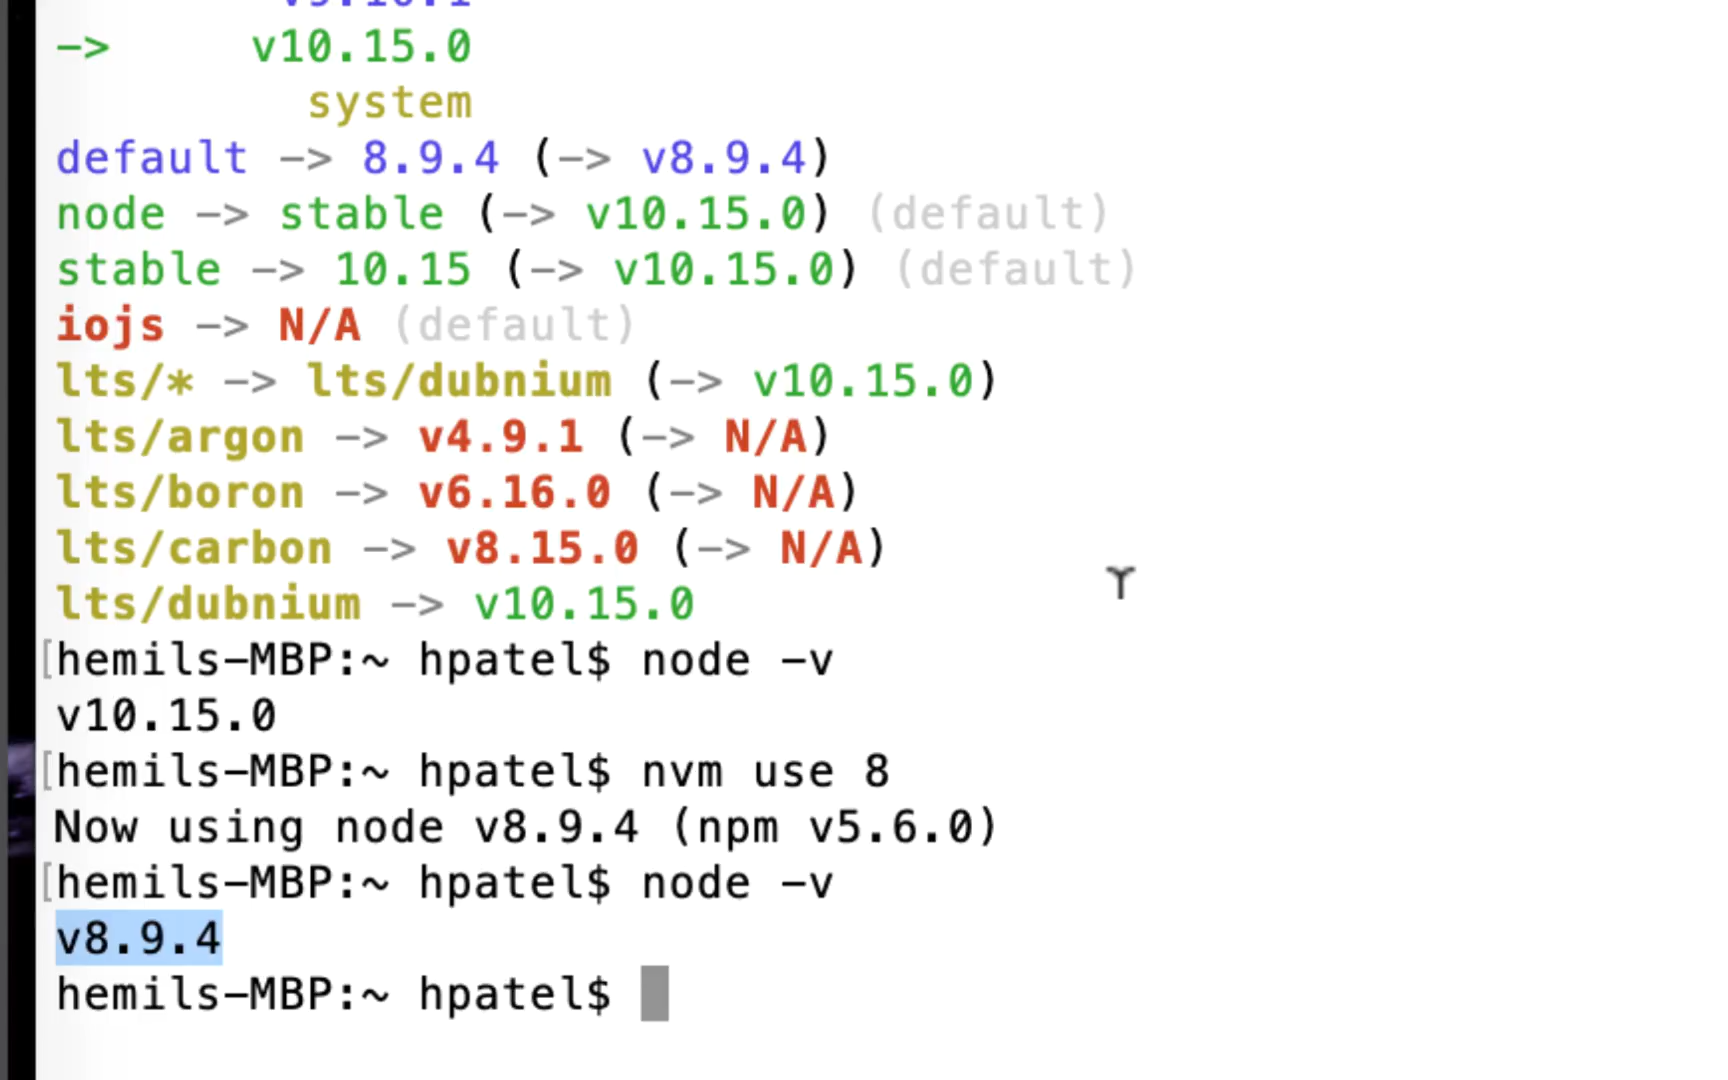 -> v10.15.0
system
default -> 8.9.4 (-> v8.9.4)
node -> stable (-> v10.15.0) (default)
stable -> 10.15 (-> v10.15.0) (default)
iojs -> N/A (default)
lts/* -> lts/dubnium (-> v10.15.0)
lts/argon -> v4.9.1 (-> N/A)
lts/boron -> v6.16.0 (-> N/A)
lts/carbon -> v8.15.0 (-> N/A)
lts/dubnium -> v10.15.0
[hemils-MBP:~ hpatel$ node -v
v10.15.0
[hemils-MBP:~ hpatel$ nvm use 8
Now using node v8.9.4 (npm v5.6.0)
[hemils-MBP:~ hpatel$ node -v
v8.9.4
hemils-MBP:~ hpatel$